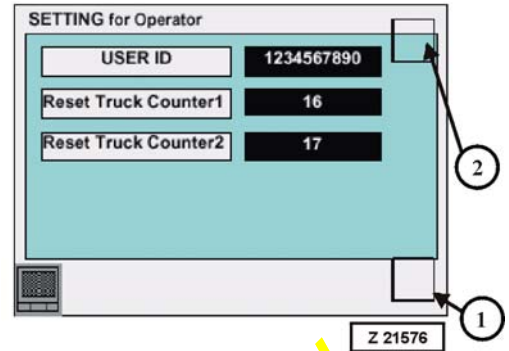 SETTING for Operator
USER ID 1234567890
Reset Truck Counter1 16
Reset Truck Counter2 17
2
1
Z 21576